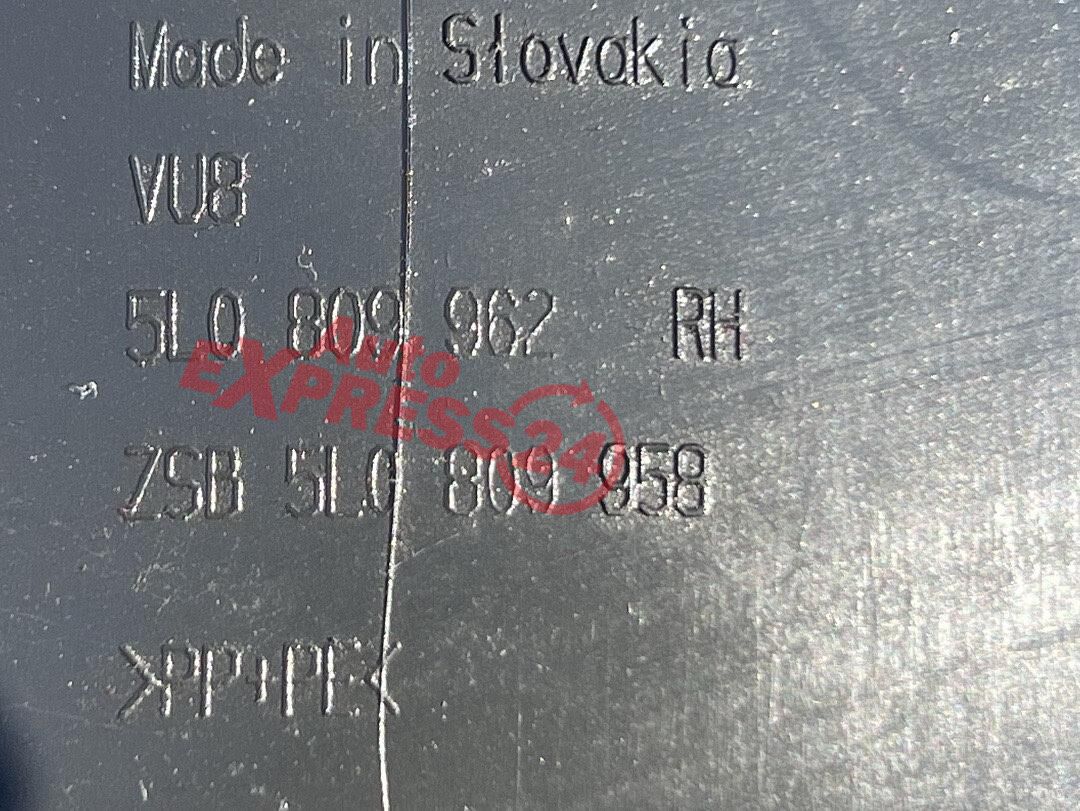 Made in Slovakia
VU8
5L0 809 962 RH
Auto
EXPRESS24
ZSB 5L0 809 958
>PP+PE<